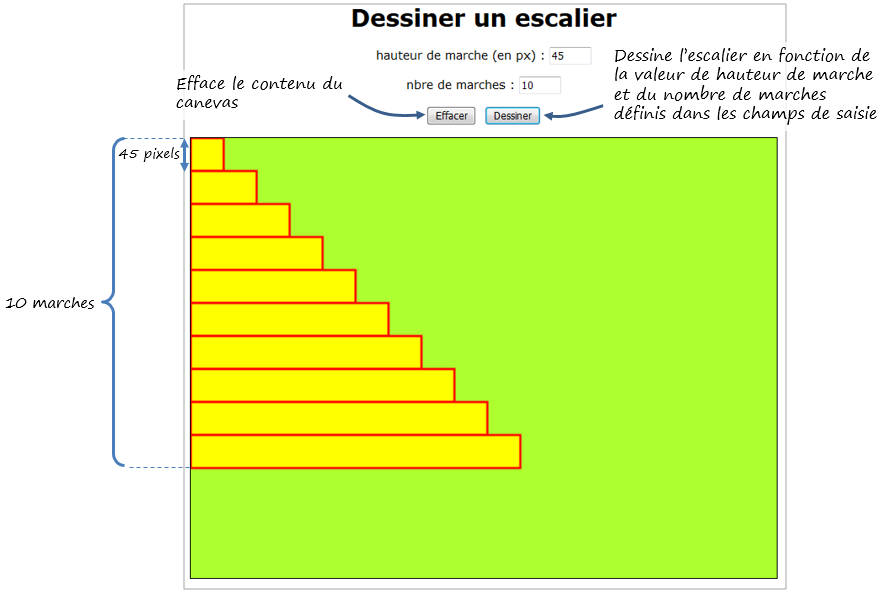 Dessiner un escalier
hauteur de marche (en px) : 45
nbre de marches : 10
Effacer Dessiner
Efface le contenu du
canevas
Dessine l'escalier en fonction de
la valeur de hauteur de marche
et du nombre de marches
définis dans les champs de saisie
45 pixels
10 marches